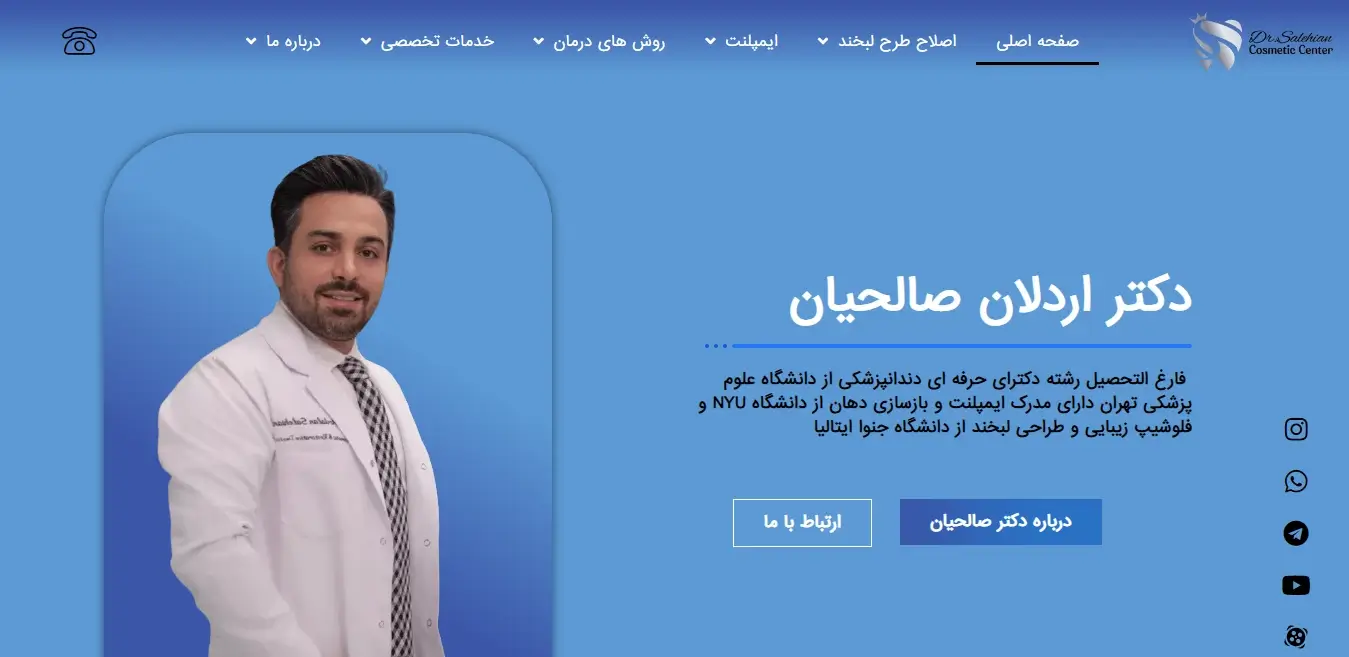 Dr.Salehian
Cosmetic Center
صفحه اصلی
اصلاح طرح لبخند
ایمپلنت
روش های درمان
خدمات تخصصی
درباره ما
دکتر اردلان صالحیان
فارغ التحصیل رشته دکترای حرفه ای دندانپزشکی از دانشگاه علوم
پزشکی تهران دارای مدرک ایمپلنت و بازسازی دهان از دانشگاه NYU و
فلوشیپ زیبایی و طراحی لبخند از دانشگاه جنوا ایتالیا
درباره دکتر صالحیان
ارتباط با ما